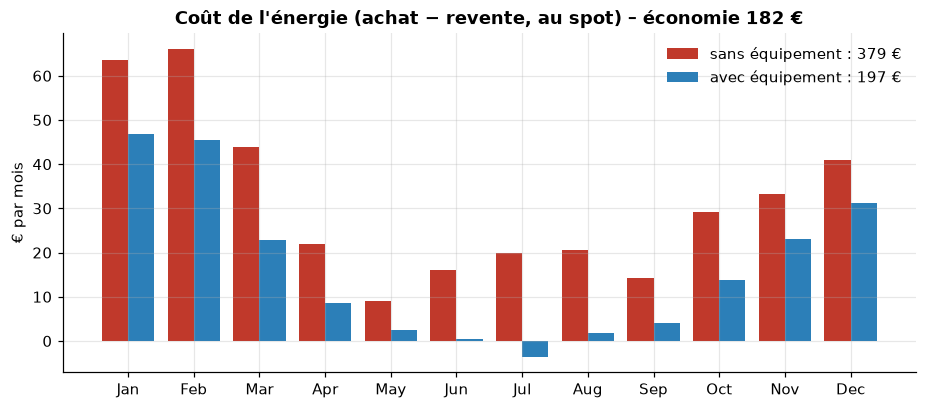 Coût de l'énergie (achat − revente, au spot) – économie 182 €
sans équipement : 379 €
avec équipement : 197 €
€ par mois
60
50
40
30
20
10
0
Jan Feb Mar Apr May Jun Jul Aug Sep Oct Nov Dec